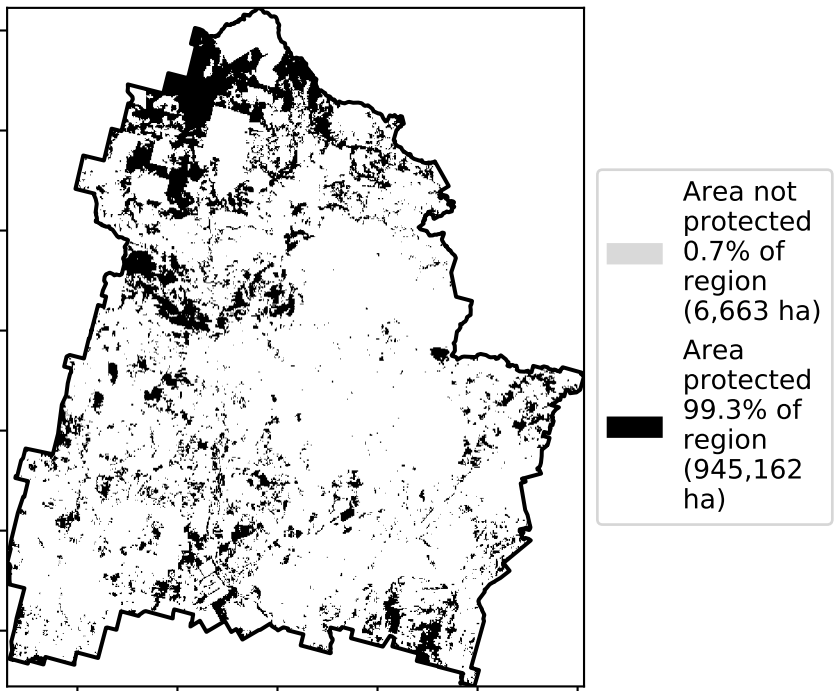 Area not
protected
0.7% of
region
(6,663 ha)
Area
protected
99.3% of
region
(945,162
ha)